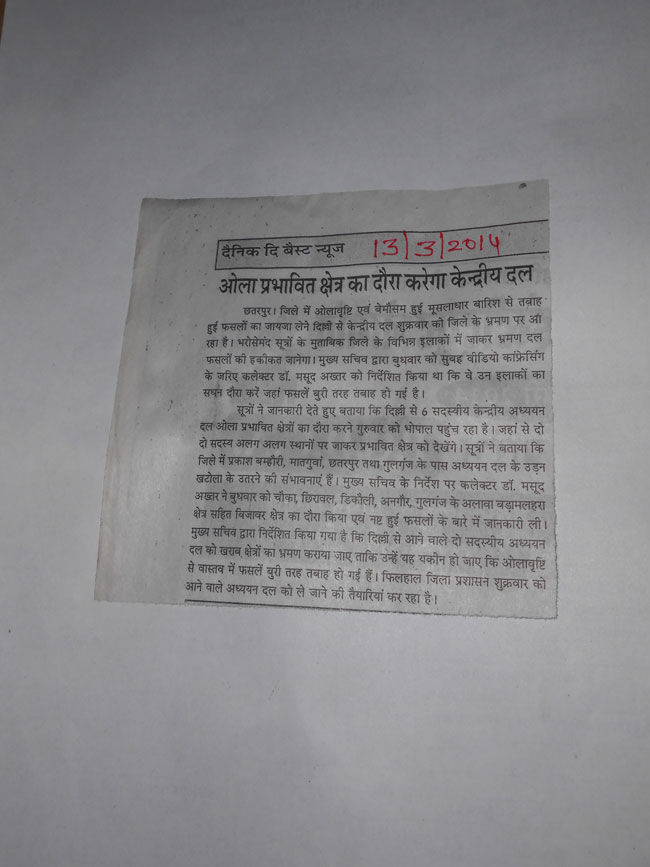 दैनिक दि बैस्ट न्यूज 13/3/2014
ओला प्रभावित क्षेत्र का दौरा करेगा केन्द्रीय दल
छतरपुर। जिले में ओलावृष्टि एवं बेमौसम हुई मूसलाधार बारिश से तबाह
हुई फसलों का जायजा लेने दिल्ली से केन्द्रीय दल शुक्रवार को जिले के भ्रमण पर आ
रहा है। भरोसेमंद सूत्रों के मुताबिक जिले के विभिन्न इलाकों में जाकर भ्रमण दल
फसलों की हकीकत जानेगा। मुख्य सचिव द्वारा बुधवार को सुबह वीडियो कांफ्रेसिंग
के जरिए कलेक्टर डॉ. मसूद अख्तर को निर्देशित किया था कि वे उन इलाकों का
सघन दौरा करें जहां फसलें बुरी तरह तबाह हो गई है।
सूत्रों ने जानकारी देते हुए बताया कि दिल्ली से 6 सदस्यीय केन्द्रीय अध्ययन
दल ओला प्रभावित क्षेत्रों का दौरा करने गुरुवार को भोपाल पहुंच रहा है। जहां से दो
दो सदस्य अलग अलग स्थानों पर जाकर प्रभावित क्षेत्र को देखेंगे। सूत्रों ने बताया कि
जिले में प्रकाश बम्हौरी, मातगुवां, छतरपुर तथा गुलगंज के पास अध्ययन दल के उड़न
खटोला के उतरने की संभावनाएं हैं। मुख्य सचिव के निर्देश पर कलेक्टर डॉ. मसूद
अख्तर ने बुधवार को चौका, छिरावल, डिकौली, अनगौर, गुलगंज के अलावा बड़ामलहरा
क्षेत्र सहित बिजावर क्षेत्र का दौरा किया एवं नष्ट हुई फसलों के बारे में जानकारी ली।
मुख्य सचिव द्वारा निर्देशित किया गया है कि दिल्ली से आने वाले दो सदस्यीय अध्ययन
दल को खराब क्षेत्रों का भ्रमण कराया जाए ताकि उन्हें यह यकीन हो जाए कि ओलावृष्टि
से वास्तव में फसलें बुरी तरह तबाह हो गई हैं। फिलहाल जिला प्रशासन शुक्रवार को
आने वाले अध्ययन दल को ले जाने की तैयारियां कर रहा है।